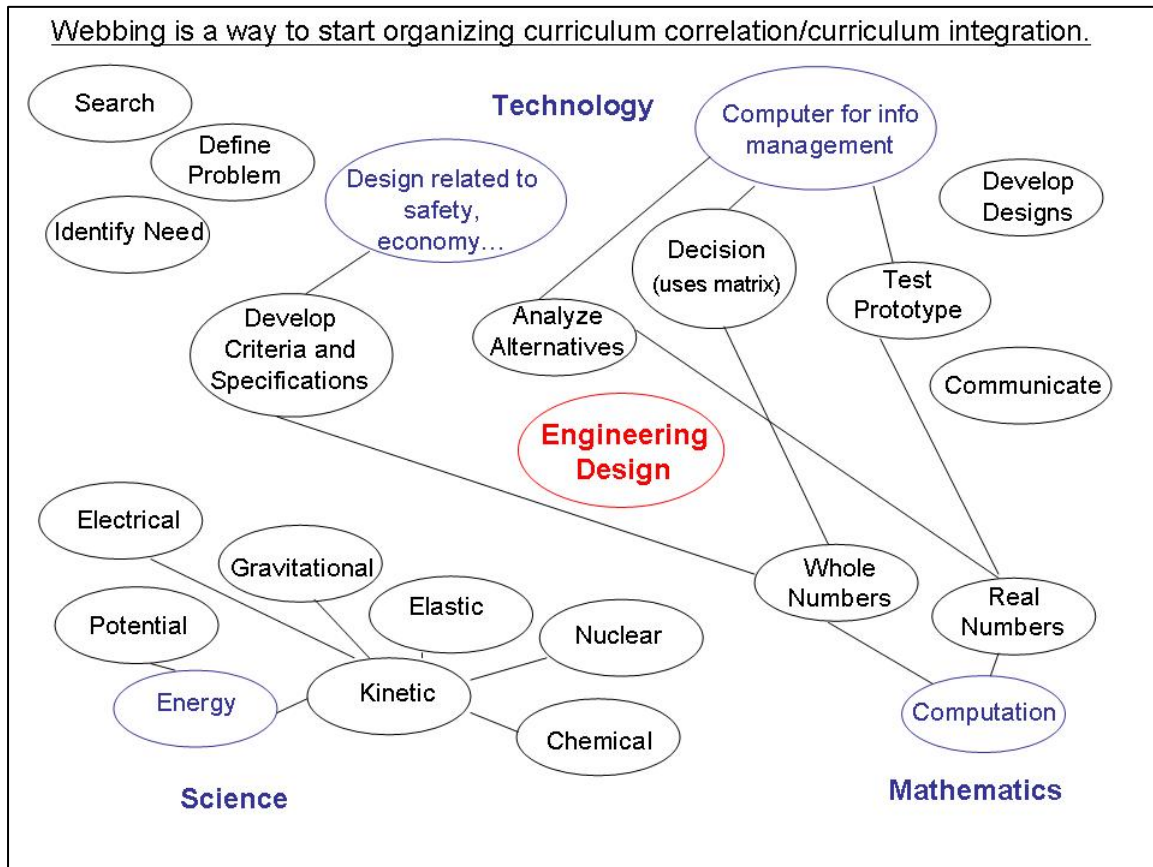 Webbing is a way to start organizing curriculum correlation/curriculum integration.
Search
Define
Problem
Identify Need
Technology
Design related to
safety,
economy…
Computer for info
management
Develop
Designs
Decision
(uses matrix)
Test
Prototype
Develop
Criteria and
Specifications
Analyze
Alternatives
Communicate
Engineering
Design
Electrical
Gravitational
Elastic
Potential
Nuclear
Energy
Kinetic
Chemical
Science
Whole
Numbers
Real
Numbers
Computation
Mathematics